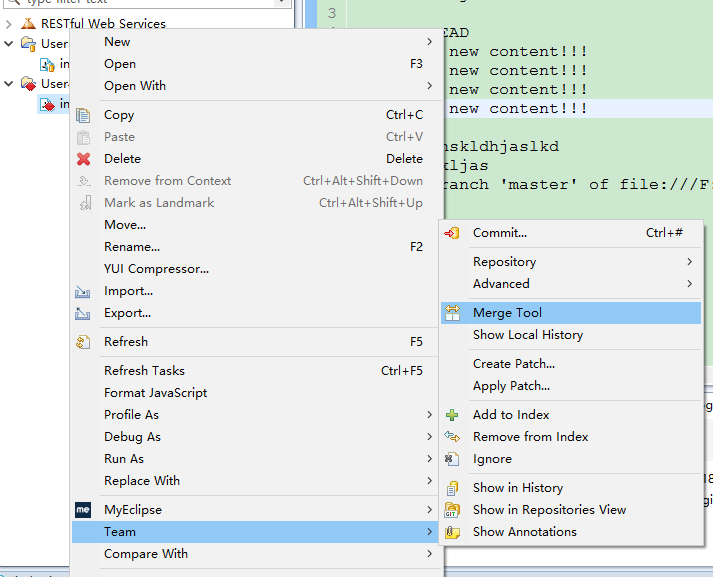 type filter text
3
RESTful Web Services
EAD
User
new content!!!
new content!!!
new content!!!
new content!!!
in
User
in
nskldhjaslkd
kljas
ranch 'master' of file:///F:
New
Open F3
Open With
Copy Ctrl+C
Paste Ctrl+V
Delete Delete
Remove from Context Ctrl+Alt+Shift+Down
Mark as Landmark Ctrl+Alt+Shift+Up
Move...
Rename... F2
YUI Compressor...
Import...
Export...
Refresh F5
Refresh Tasks Ctrl+F5
Format JavaScript
Profile As
Debug As
Run As
Replace With
me MyEclipse
Team
Compare With
Commit... Ctrl+#
Repository
Advanced
Merge Tool
Show Local History
Create Patch...
Apply Patch...
Add to Index
Remove from Index
Ignore
Show in History
GIT Show in Repositories View
Show Annotations